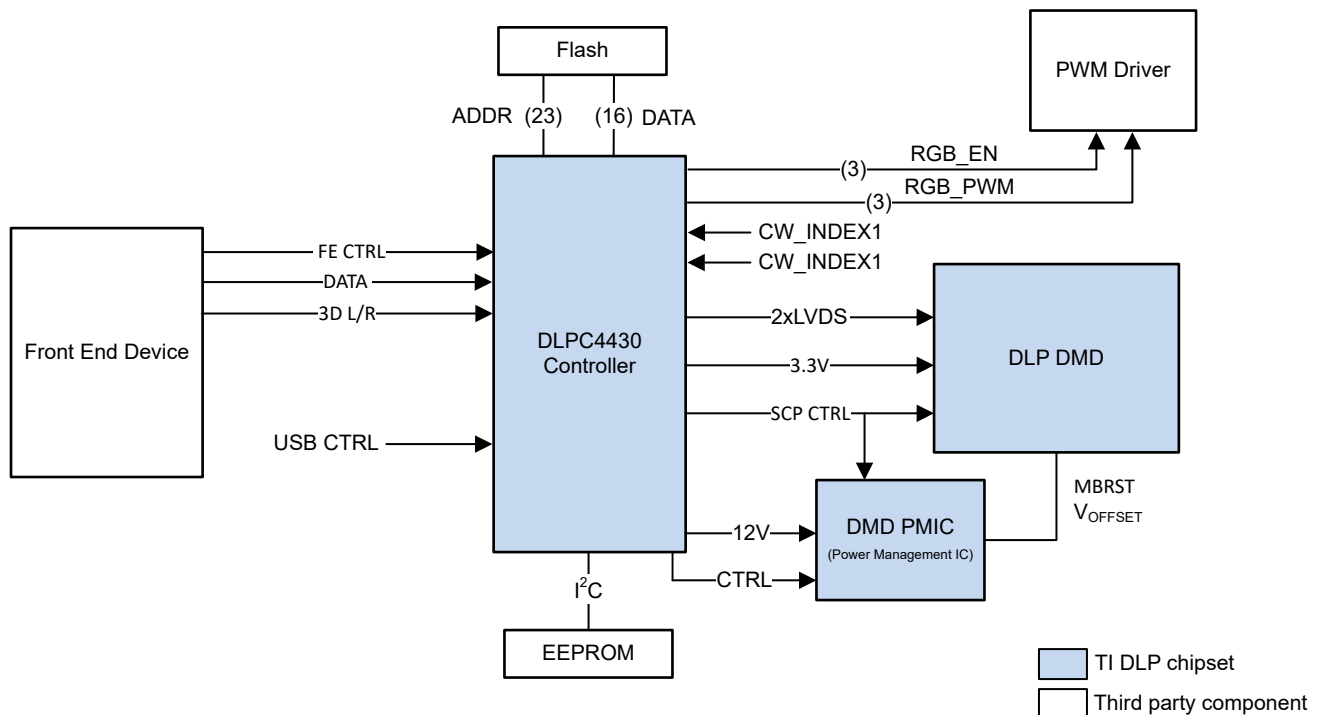 Flash
PWM Driver
ADDR (23) (16) DATA
RGB_EN
(3)
RGB_PWM
(3)
CW_INDEX1
CW_INDEX1
FE CTRL
DATA
3D L/R
Front End Device
DLPC4430
Controller
2xLVDS
3.3V
SCP CTRL
DLP DMD
USB CTRL
MBRST
V_OFFSET
12V
CTRL
DMD PMIC
(Power Management IC)
I²C
EEPROM
TI DLP chipset
Third party component